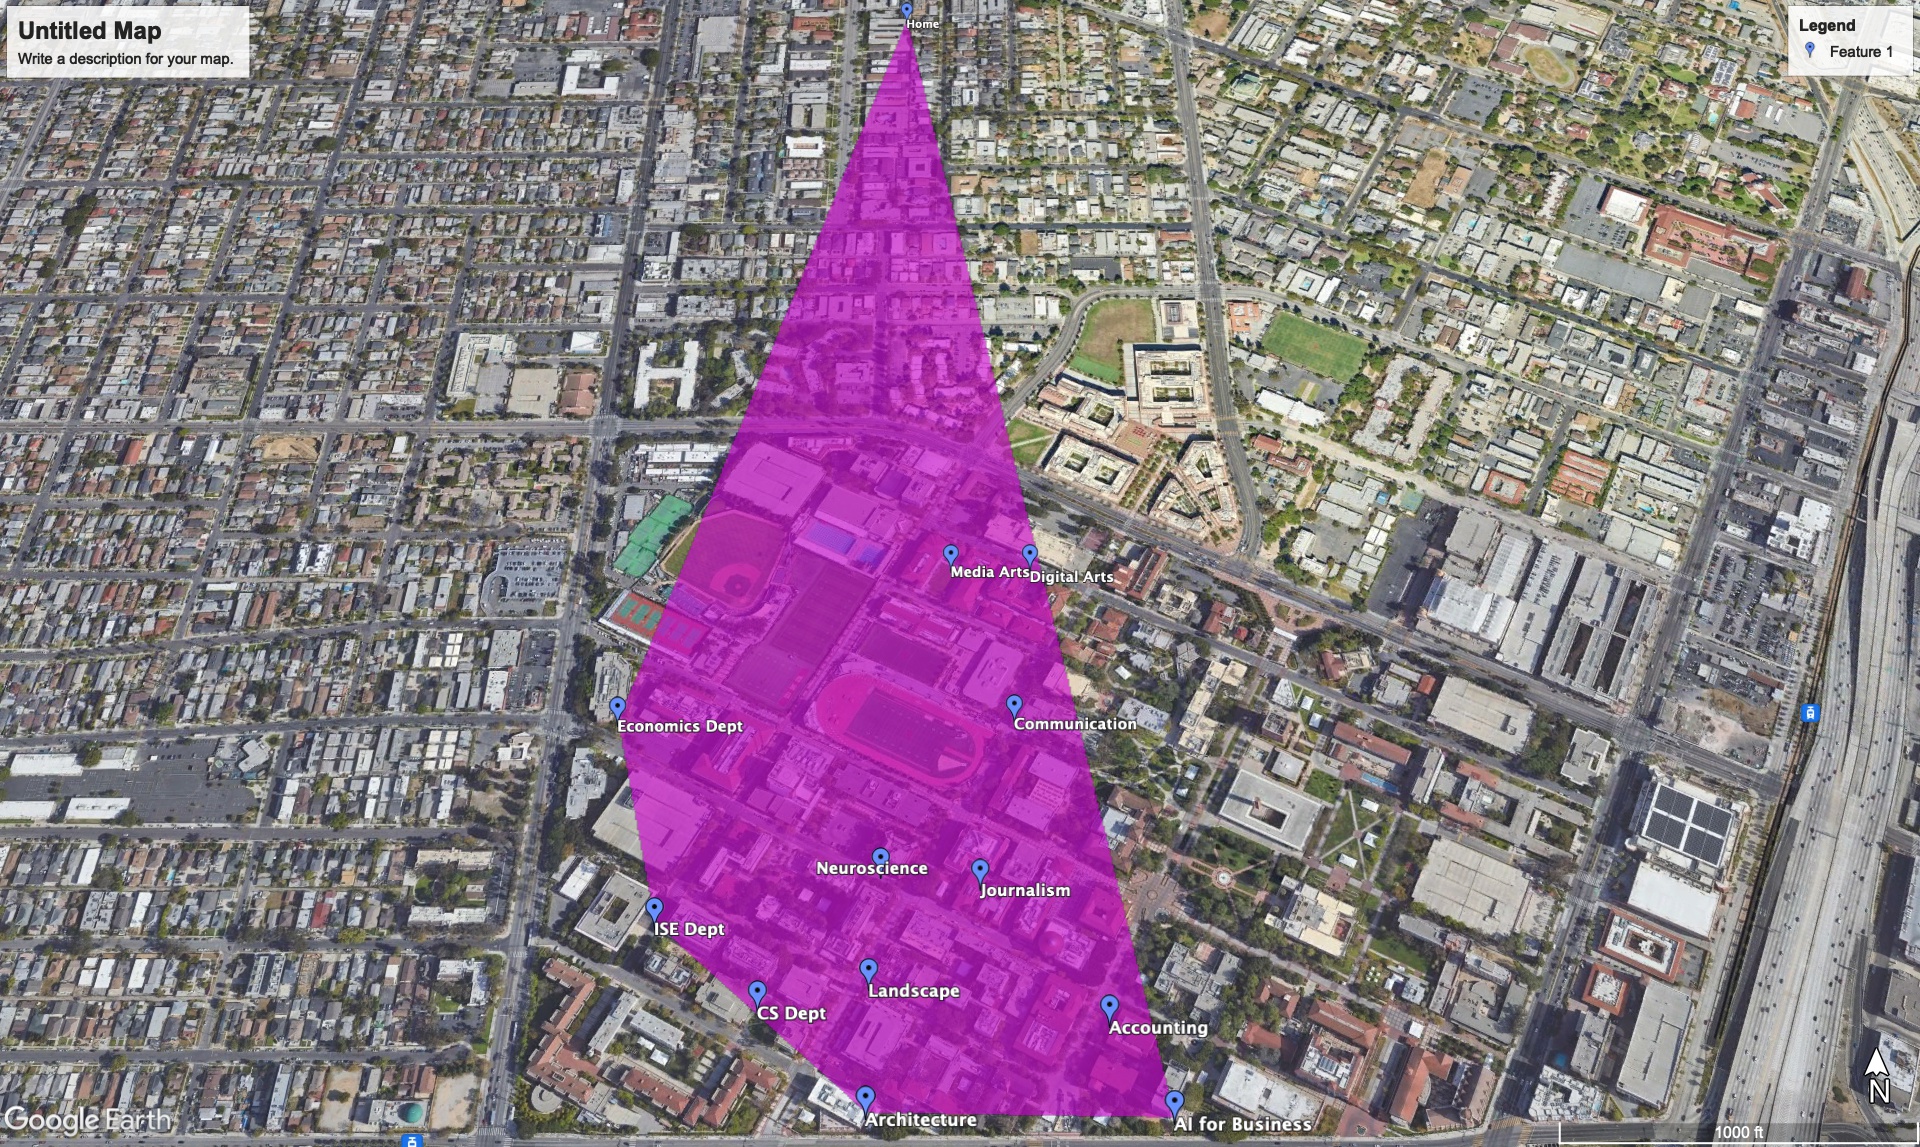 Untitled Map
Write a description for your map.
Legend
Feature 1
Home
Media Arts
Digital Arts
Economics Dept
Communication
Neuroscience
Journalism
ISE Dept
Landscape
CS Dept
Accounting
Architecture
AI for Business
Google Earth
N
1000 ft